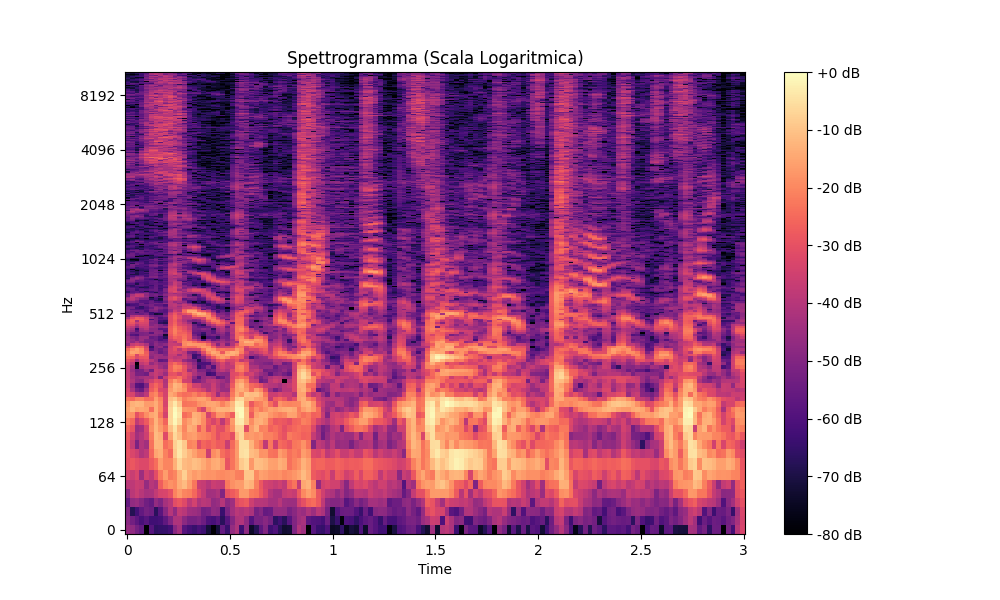 Spettrogramma (Scala Logaritmica)
Hz
8192
4096
2048
1024
512
256
128
64
0
0 0.5 1 1.5 2 2.5 3
Time
+0 dB
-10 dB
-20 dB
-30 dB
-40 dB
-50 dB
-60 dB
-70 dB
-80 dB